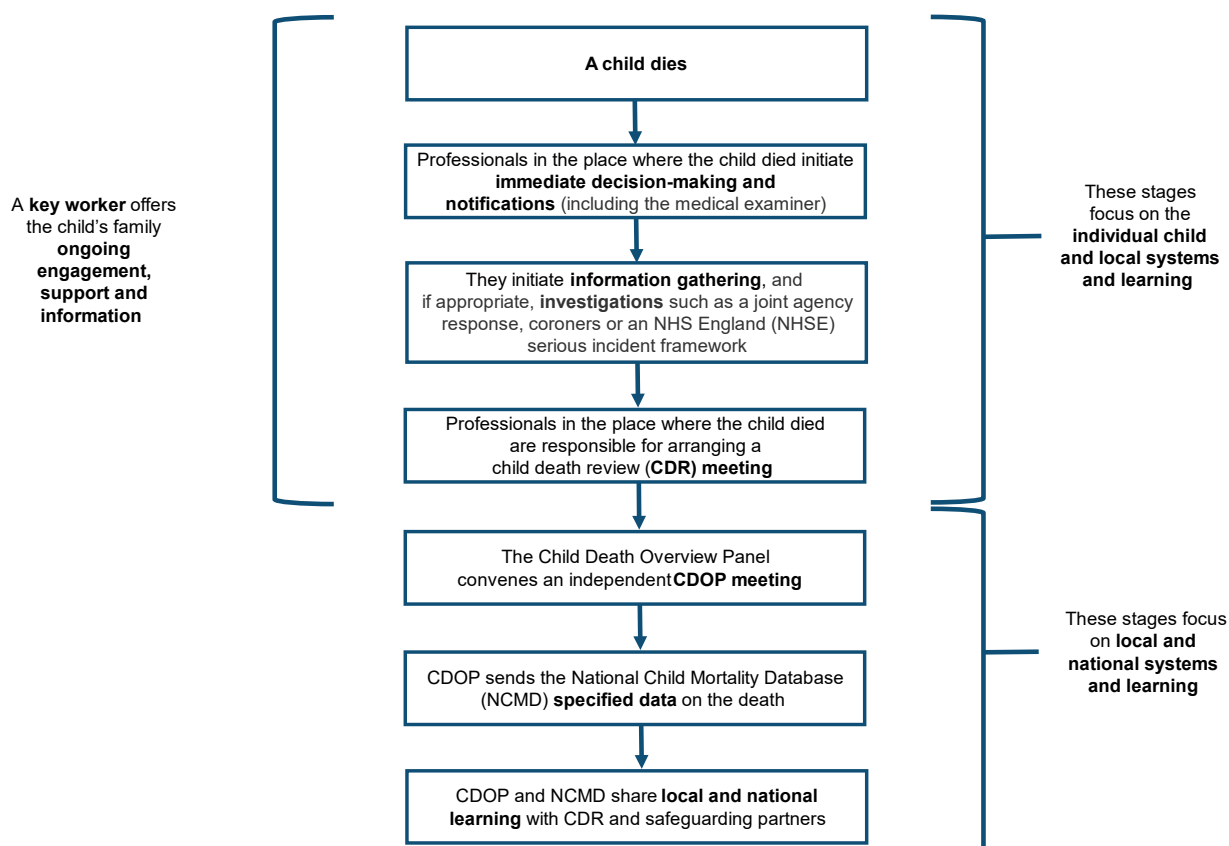 A child dies
Professionals in the place where the child died initiate
immediate decision-making and
notifications (including the medical examiner)
They initiate information gathering, and
if appropriate, investigations such as a joint agency
response, coroners or an NHS England (NHSE)
serious incident framework
Professionals in the place where the child died
are responsible for arranging a
child death review (CDR) meeting
The Child Death Overview Panel
convenes an independent CDOP meeting
CDOP sends the National Child Mortality Database
(NCMD) specified data on the death
CDOP and NCMD share local and national
learning with CDR and safeguarding partners
A key worker offers
the child's family
ongoing
engagement,
support and
information
These stages
focus on the
individual child
and local systems
and learning
These stages focus
on local and
national systems
and learning